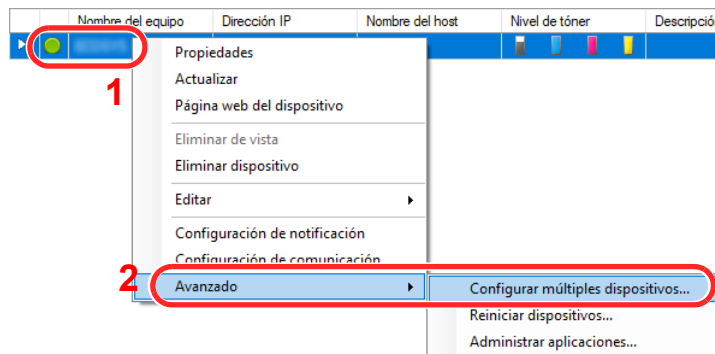 Nombre del equipo Dirección IP Nombre del host Nivel de tóner Descripció
1
Propiedades
Actualizar
Página web del dispositivo
Eliminar de vista
Eliminar dispositivo
Editar
Configuración de notificación
Configuración de comunicación
2
Avanzado
Configurar múltiples dispositivos...
Reiniciar dispositivos...
Administrar aplicaciones...